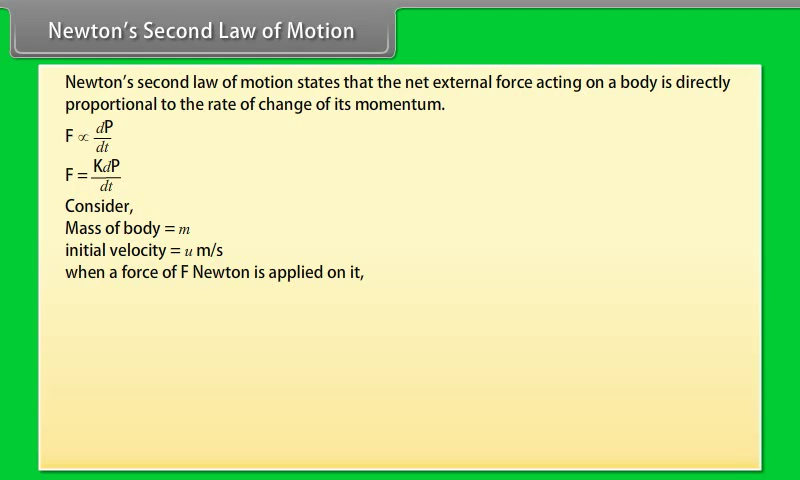 Newton's Second Law of Motion
Newton's second law of motion states that the net external force acting on a body is directly
proportional to the rate of change of its momentum.
F ∝ dP/dt
F = KdP/dt
Consider,
Mass of body = m
initial velocity = u m/s
when a force of F Newton is applied on it,